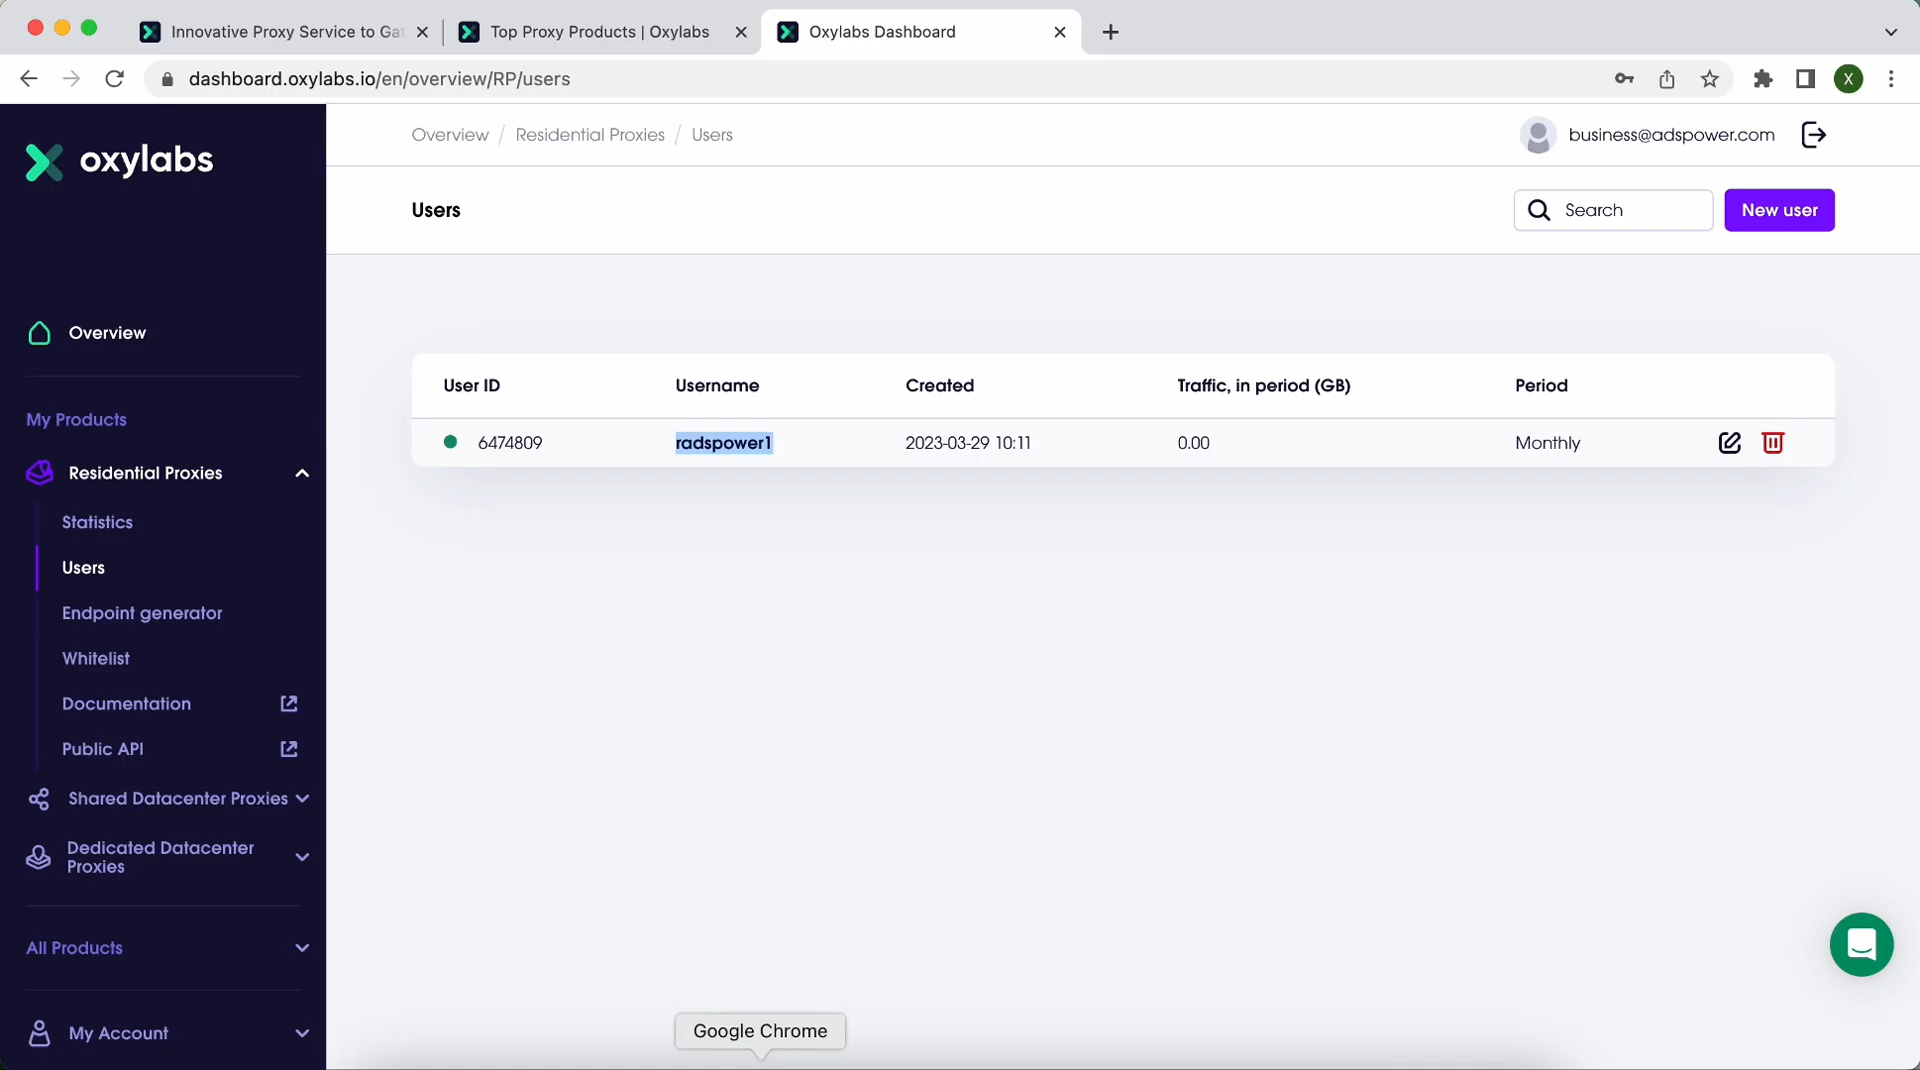 Innovative Proxy Service to Gat
Top Proxy Products | Oxylabs
Oxylabs Dashboard
dashboard.oxylabs.io/en/overview/RP/users
X
oxylabs
Overview / Residential Proxies / Users
business@adspower.com
Users
Search
New user
Overview
My Products
Residential Proxies
Statistics
Users
Endpoint generator
Whitelist
Documentation
Public API
Shared Datacenter Proxies
Dedicated Datacenter
Proxies
All Products
My Account
User ID Username Created Traffic, in period (GB) Period
6474809 radspower1 2023-03-29 10:11 0.00 Monthly
Google Chrome